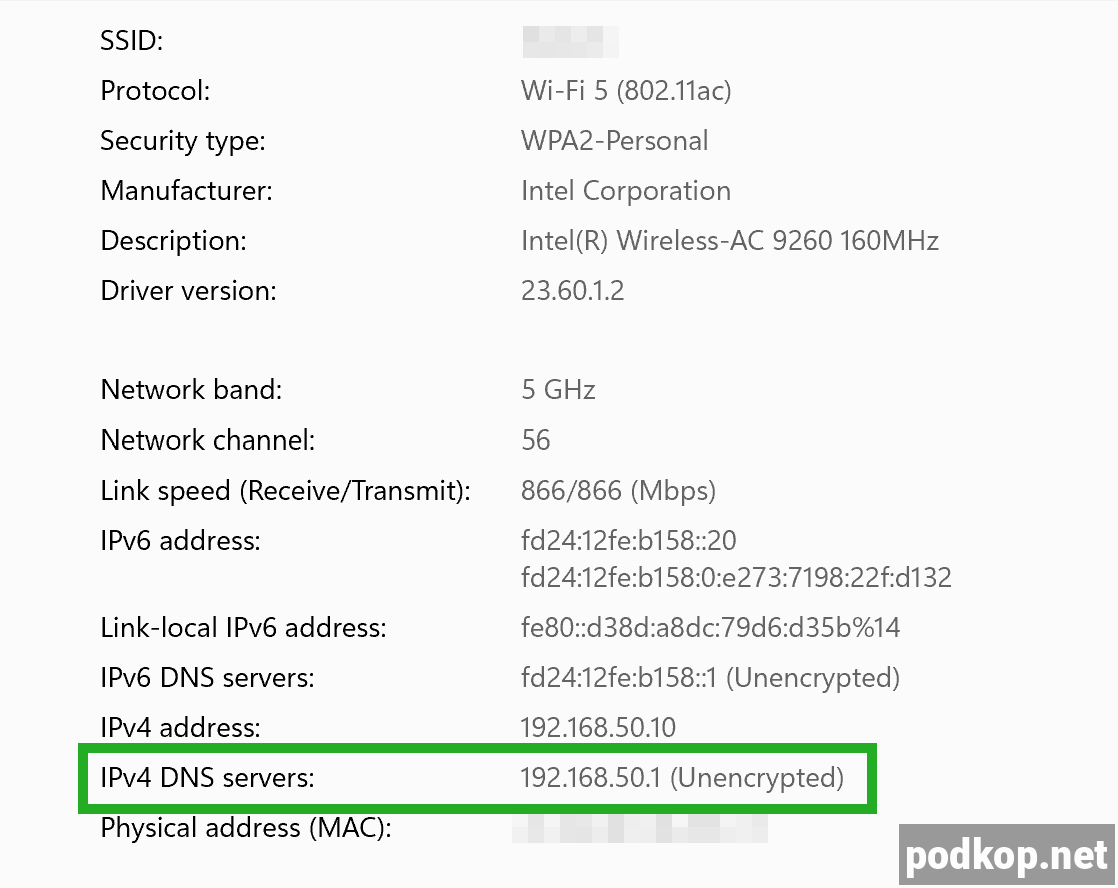 SSID:
Protocol: Wi-Fi 5 (802.11ac)
Security type: WPA2-Personal
Manufacturer: Intel Corporation
Description: Intel(R) Wireless-AC 9260 160MHz
Driver version: 23.60.1.2
Network band: 5 GHz
Network channel: 56
Link speed (Receive/Transmit): 866/866 (Mbps)
IPv6 address: fd24:12fe:b158::20
fd24:12fe:b158:0:e273:7198:22f:d132
Link-local IPv6 address: fe80::d38d:a8dc:79d6:d35b%14
IPv6 DNS servers: fd24:12fe:b158::1 (Unencrypted)
IPv4 address: 192.168.50.10
IPv4 DNS servers: 192.168.50.1 (Unencrypted)
Physical address (MAC):
podkop.net